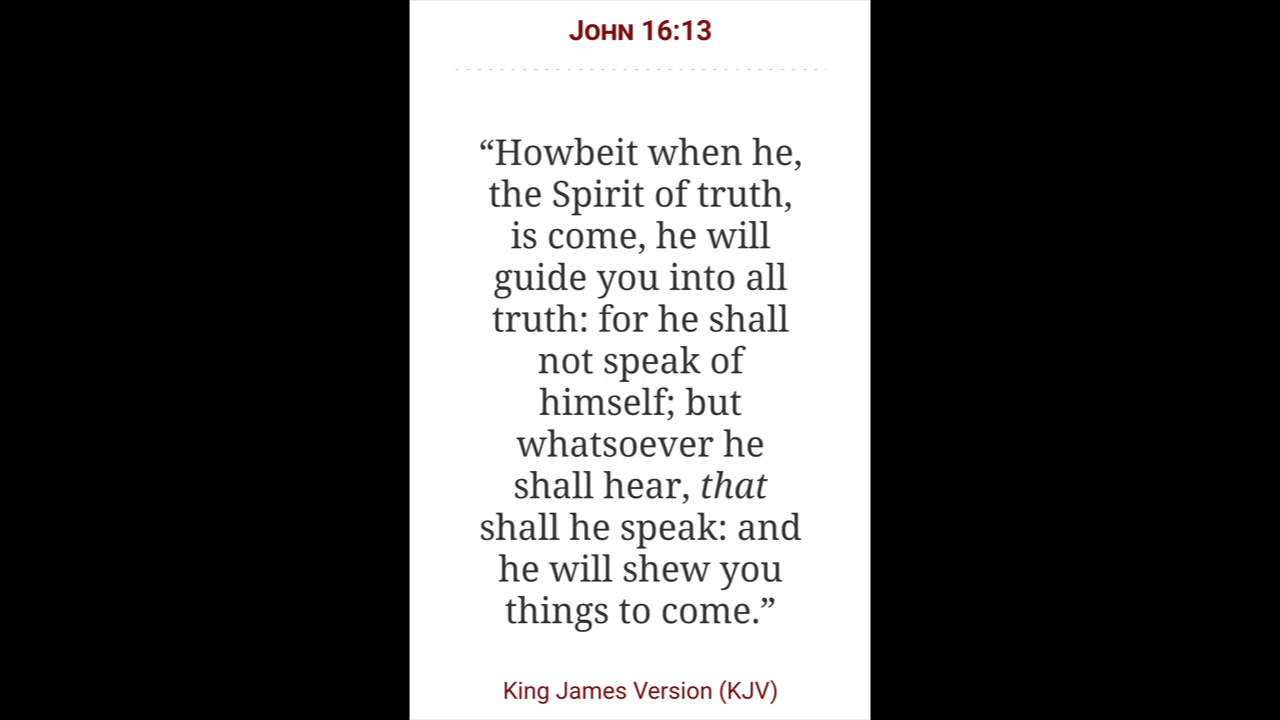 John 16:13
“Howbeit when he,
the Spirit of truth,
is come, he will
guide you into all
truth: for he shall
not speak of
himself; but
whatsoever he
shall hear, that
shall he speak: and
he will shew you
things to come.”
King James Version (KJV)